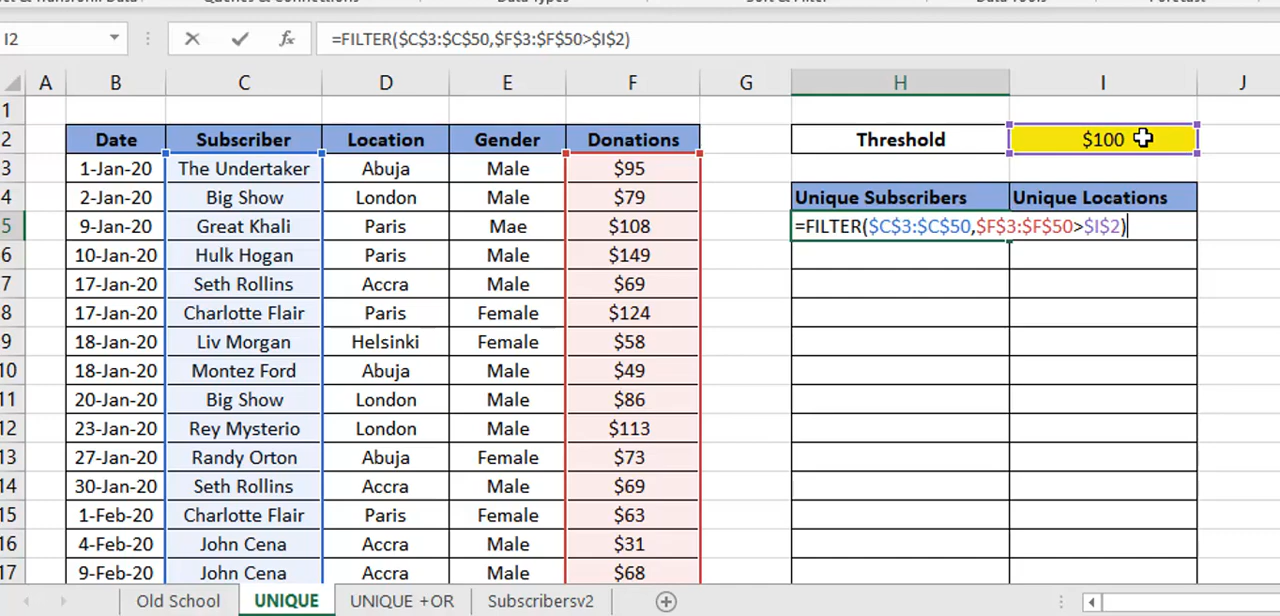 I2 =FILTER($C$3:$C$50,$F$3:$F$50>$I$2)
A B C D E F G H I J
1
2 Date Subscriber Location Gender Donations Threshold $100
3 1-Jan-20 The Undertaker Abuja Male $95
4 2-Jan-20 Big Show London Male $79 Unique Subscribers Unique Locations
5 9-Jan-20 Great Khali Paris Mae $108 =FILTER($C$3:$C$50,$F$3:$F$50>$I$2)
6 10-Jan-20 Hulk Hogan Paris Male $149
7 17-Jan-20 Seth Rollins Accra Male $69
8 17-Jan-20 Charlotte Flair Paris Female $124
9 18-Jan-20 Liv Morgan Helsinki Female $58
10 18-Jan-20 Montez Ford Abuja Male $49
11 20-Jan-20 Big Show London Male $86
12 23-Jan-20 Rey Mysterio London Male $113
13 27-Jan-20 Randy Orton Abuja Female $73
14 30-Jan-20 Seth Rollins Accra Male $69
15 1-Feb-20 Charlotte Flair Paris Female $63
16 4-Feb-20 John Cena Accra Male $31
17 9-Feb-20 John Cena Accra Male $68
Old School UNIQUE UNIQUE +OR Subscribersv2